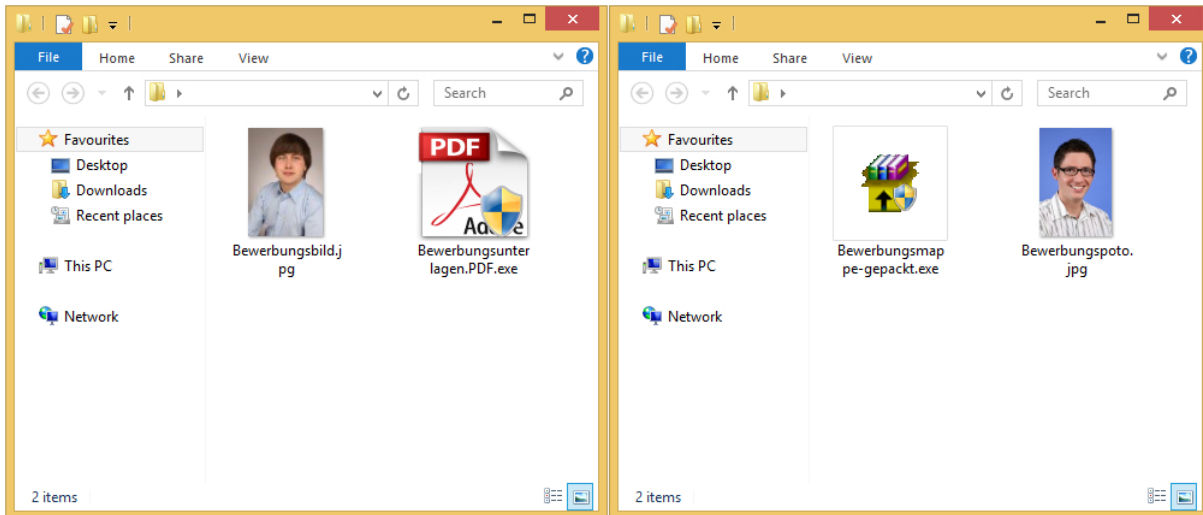 File Home Share View
Search
Favourites
Desktop
Downloads
Recent places
This PC
Network
Bewerbungsbild.j
pg
PDF
Adobe
Bewerbungsunter
lagen.PDF.exe
2 items
File Home Share View
Search
Favourites
Desktop
Downloads
Recent places
This PC
Network
Bewerbungsmap
pe-gepackt.exe
Bewerbungspoto.
jpg
2 items